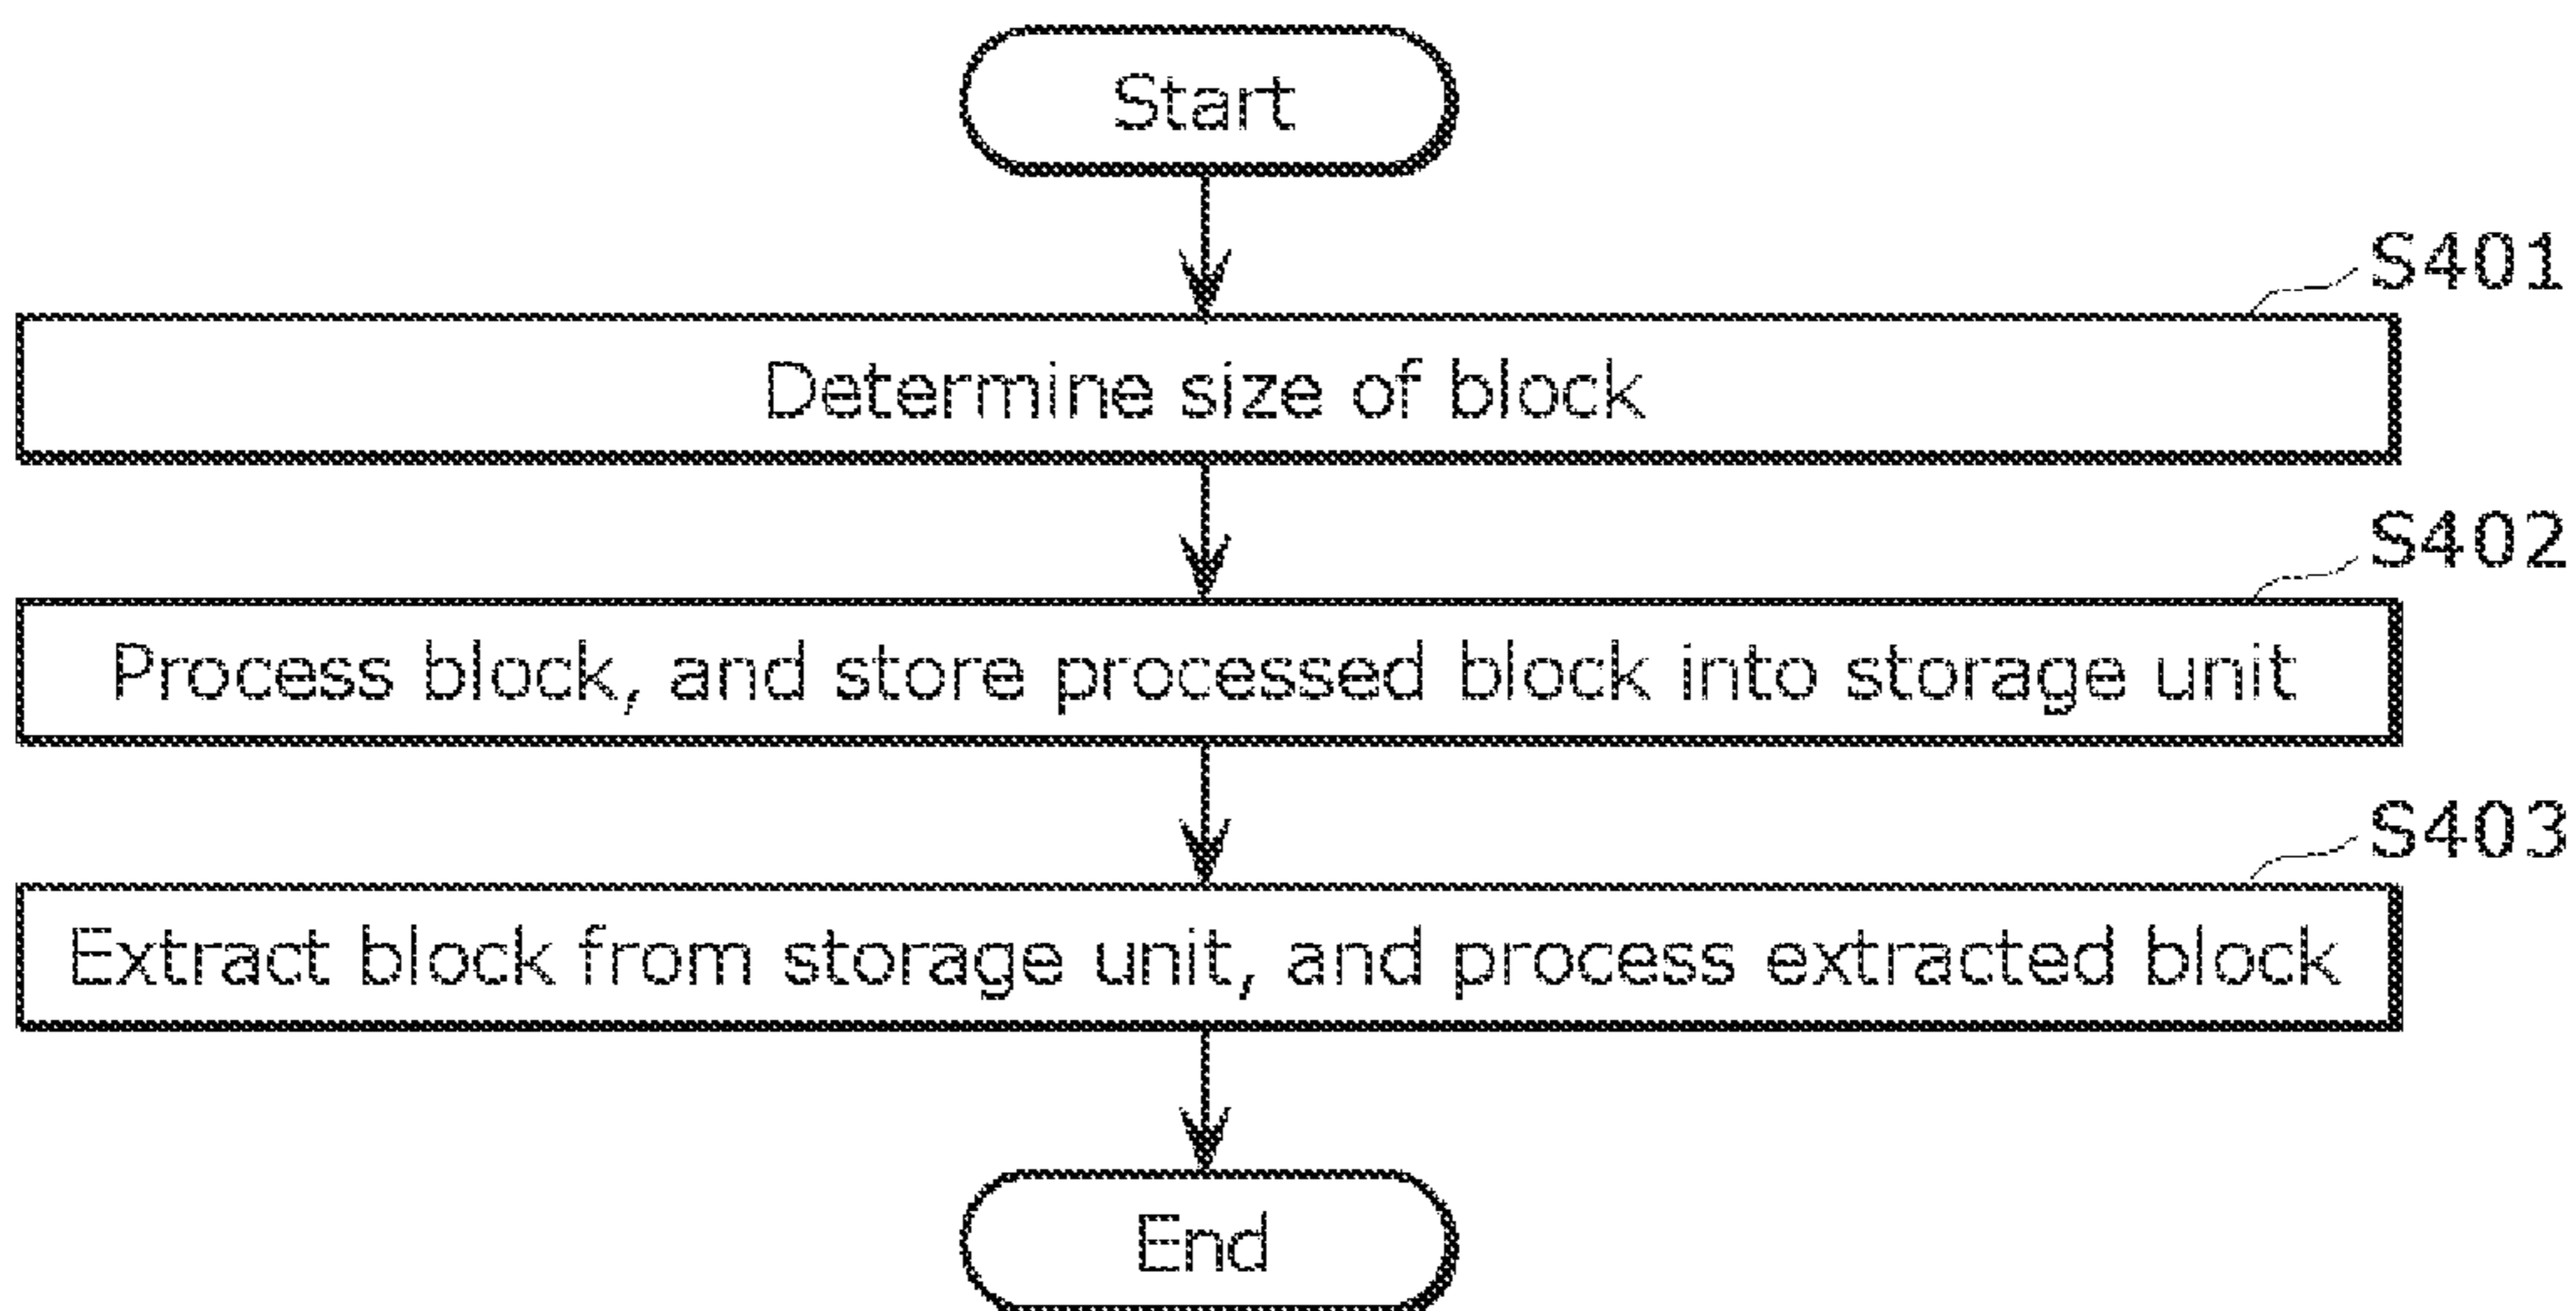 Start
S401
Determine size of block
S402
Process block, and store processed block into storage unit
S403
Extract block from storage unit, and process extracted block
End